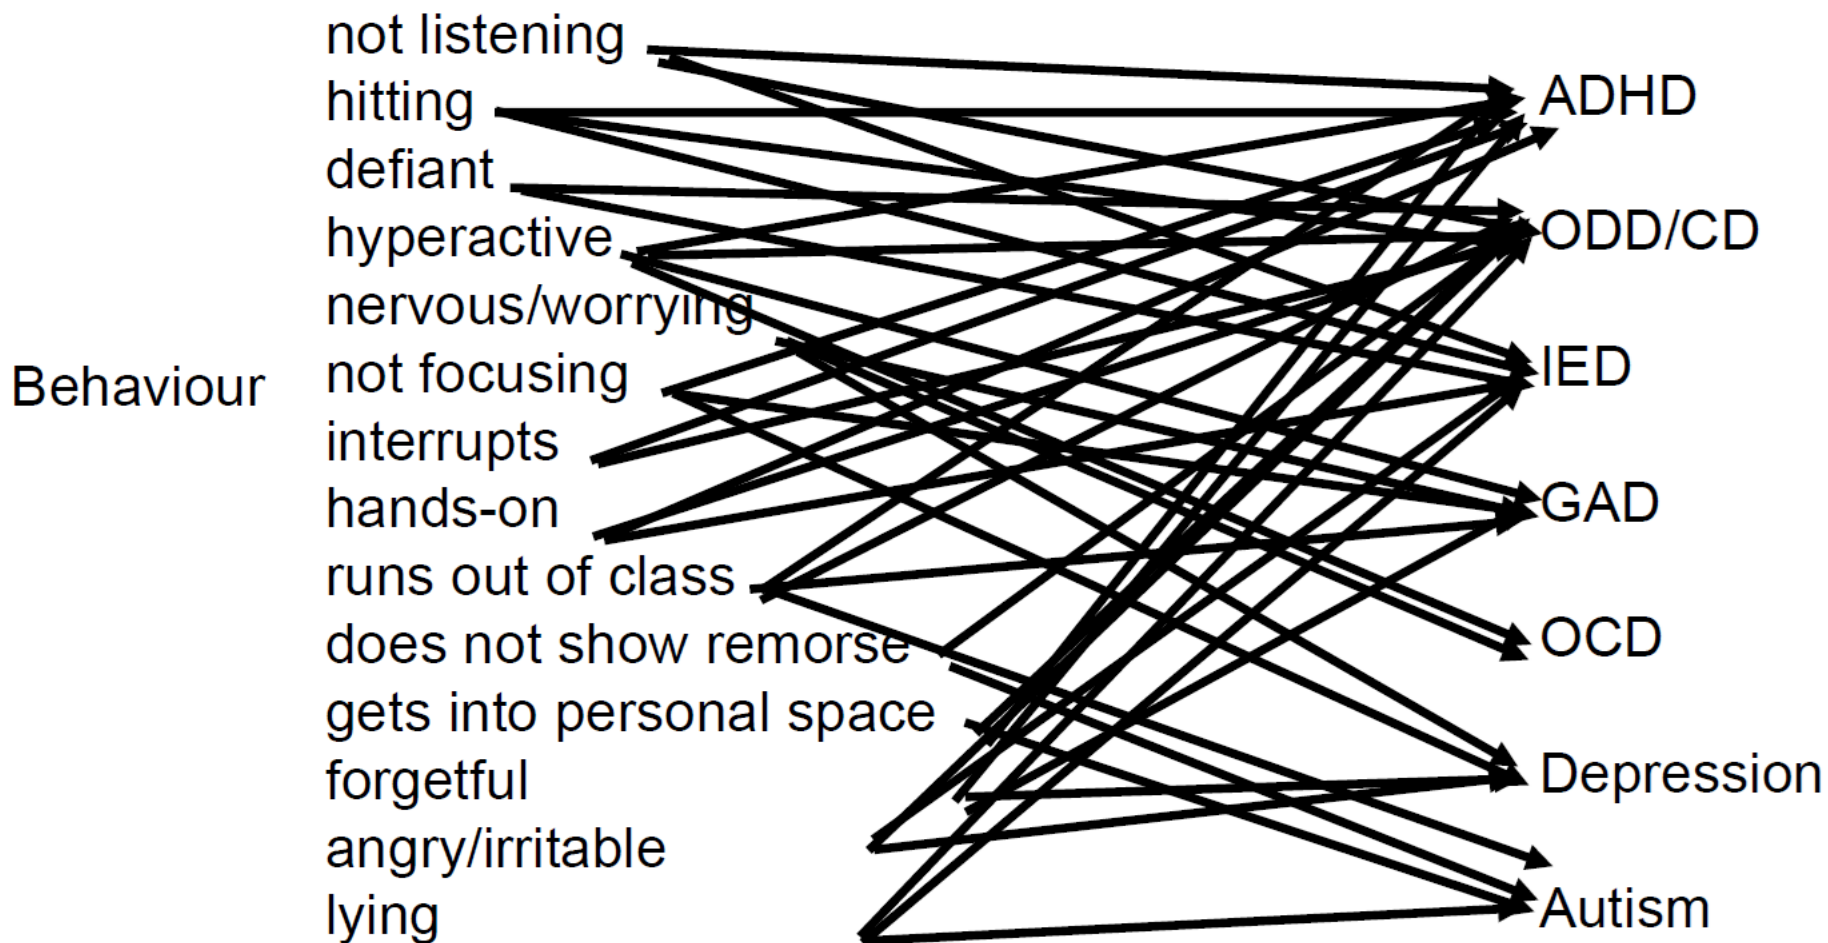 not listening
hitting
defiant
hyperactive
nervous/worrying
not focusing
interrupts
hands-on
runs out of class
does not show remorse
gets into personal space
forgetful
angry/irritable
lying
Behaviour
ADHD
ODD/CD
IED
GAD
OCD
Depression
Autism